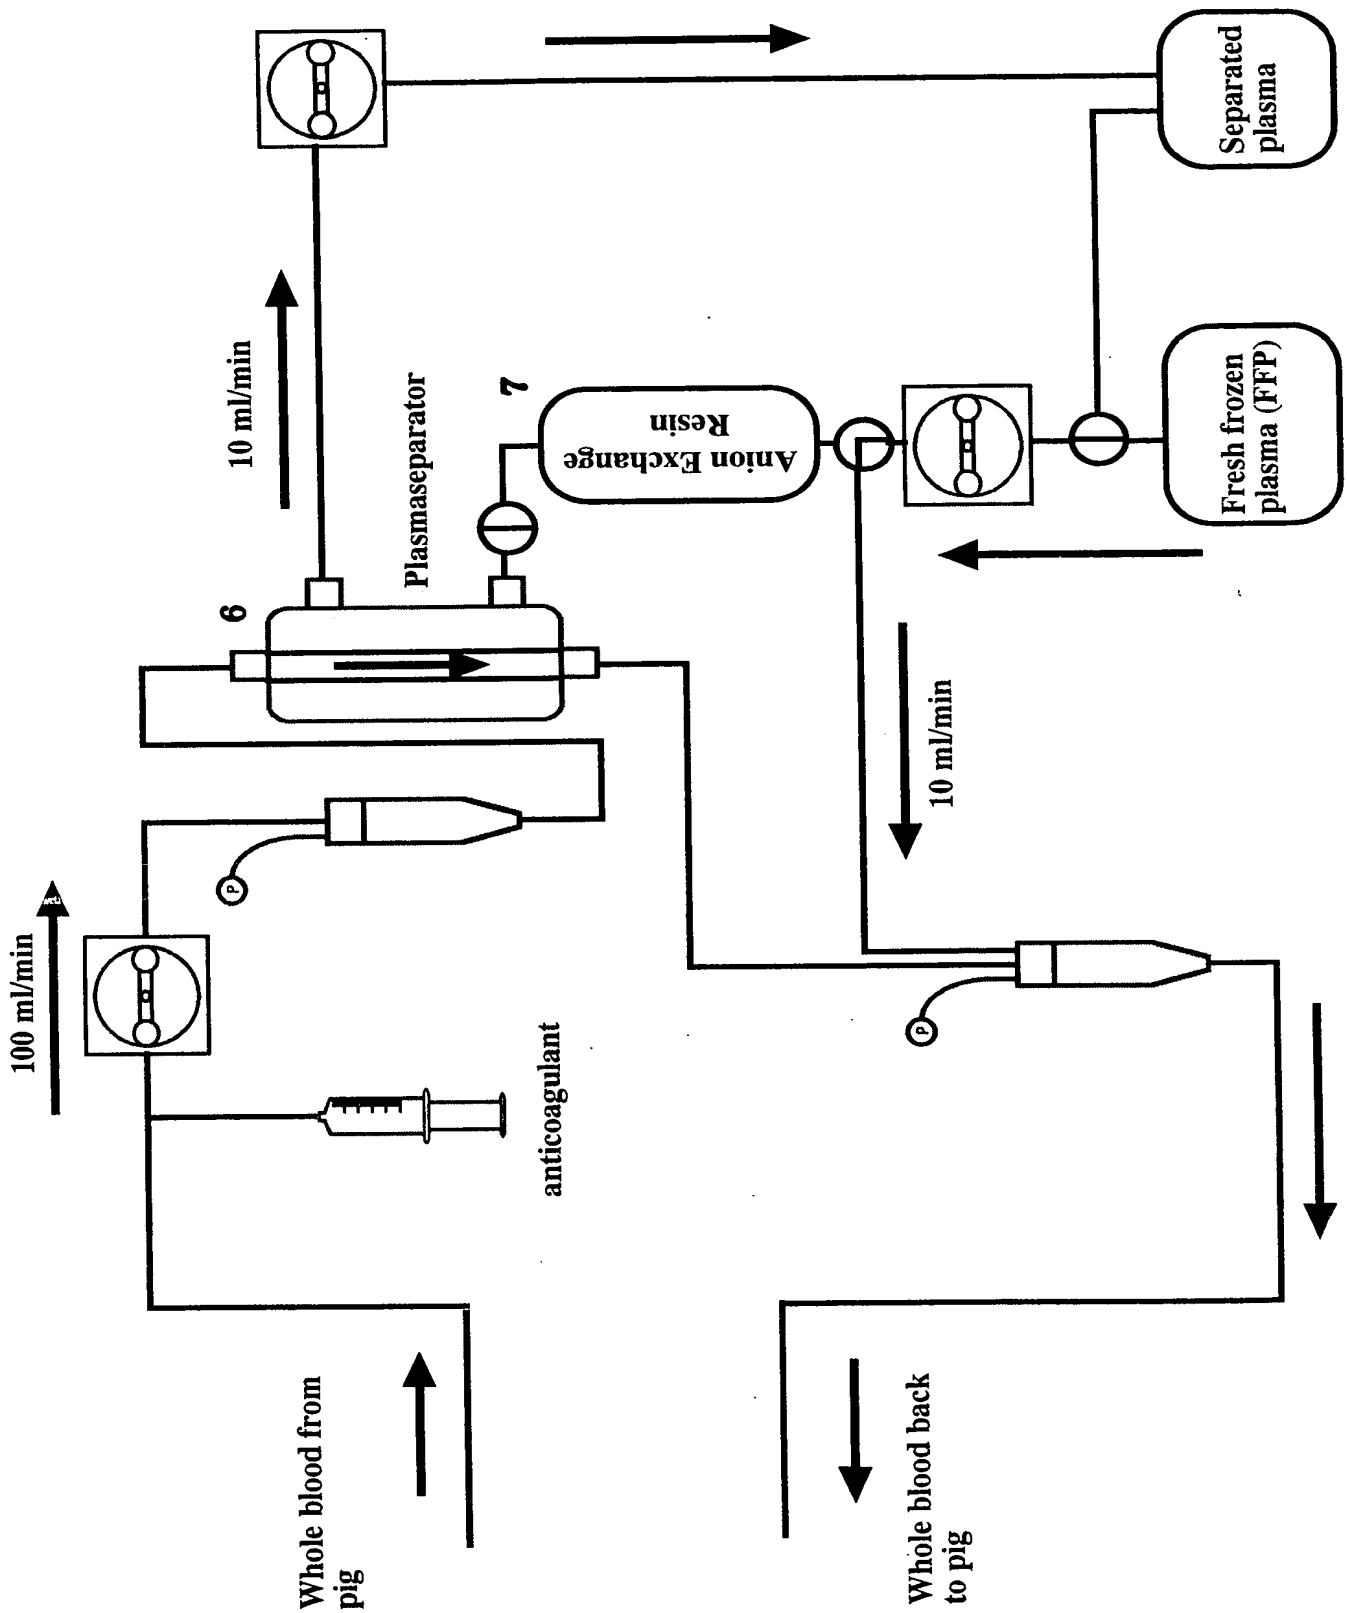 Whole blood from
pig
100 ml/min
anticoagulant
P
6
Plasmaseparator
10 ml/min
7
Anion Exchange
Resin
Separated
plasma
Fresh frozen
plasma (FFP)
10 ml/min
P
Whole blood back
to pig